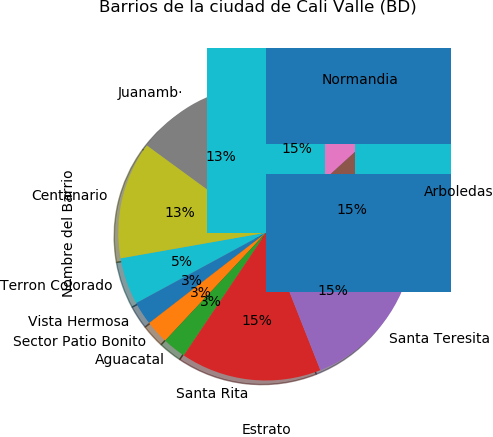 Barrios de la ciudad de Cali Valle (BD)
Normandia
Juanamb·
13%
15%
Centenario
13%
15%
Arboledas
Nombre del Barrio
5%
Terron Colorado
3%
3%
3%
15%
15%
Vista Hermosa
Sector Patio Bonito
Santa Teresita
Aguacatal
Santa Rita
Estrato